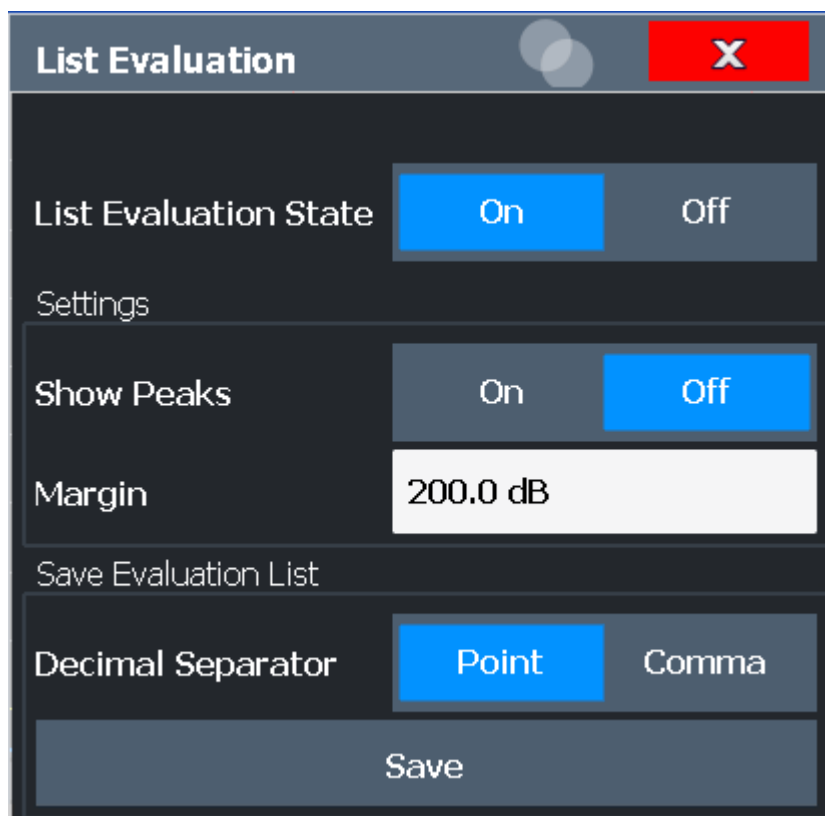 List Evaluation X
List Evaluation State On Off
Settings
Show Peaks On Off
Margin 200.0 dB
Save Evaluation List
Decimal Separator Point Comma
Save